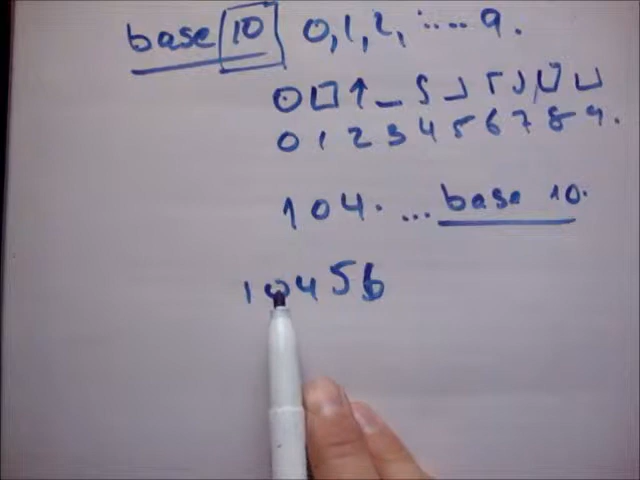 base 10 0,1,2, .... 9.
0 1 2 3 4 5 6 7 8 9.
104. ... base 10.
10456